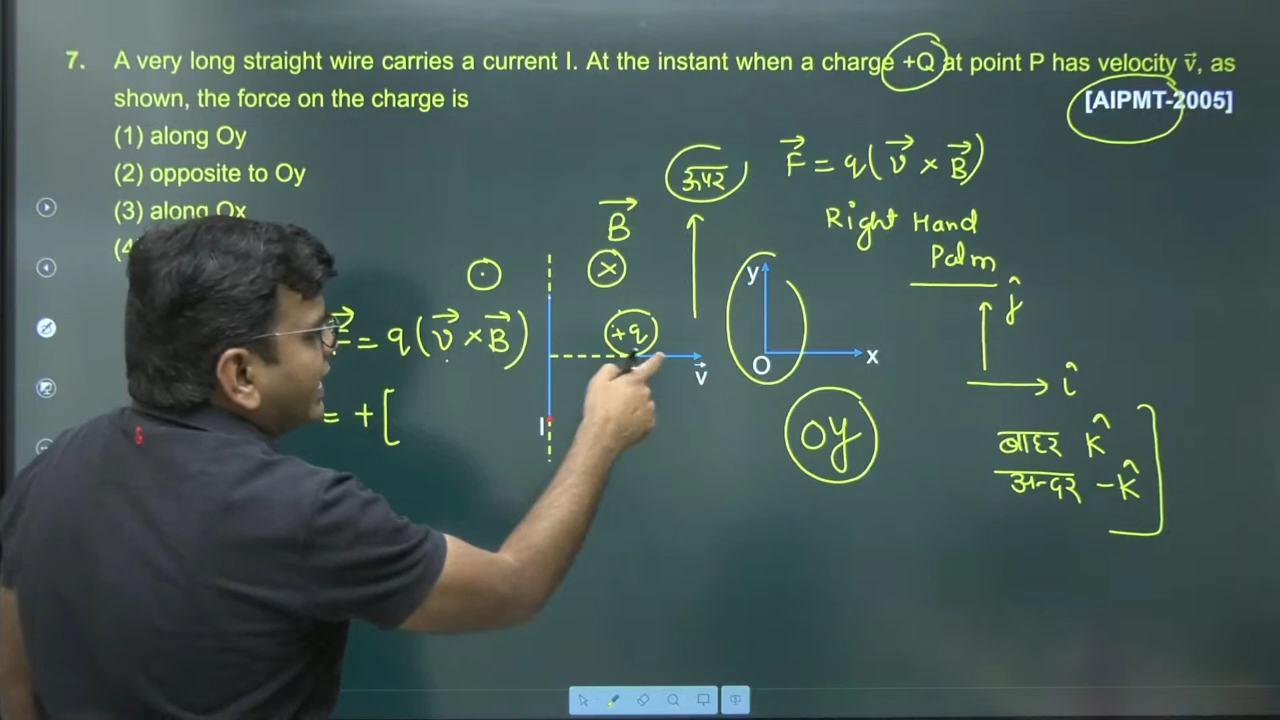 7. A very long straight wire carries a current I. At the instant when a charge +Q at point P has velocity v⃗, as
shown, the force on the charge is
[AIPMT-2005]
(1) along Oy
(2) opposite to Oy
(3) along Ox
(4)
ऊपर
F⃗ = q(v⃗ × B⃗)
Right Hand
Palm
B⃗
F⃗ = q(v⃗ × B⃗)
+q
v⃗
y
O
x
ĵ
î
= +[
I
oy
बाहर k̂
अन्दर -k̂